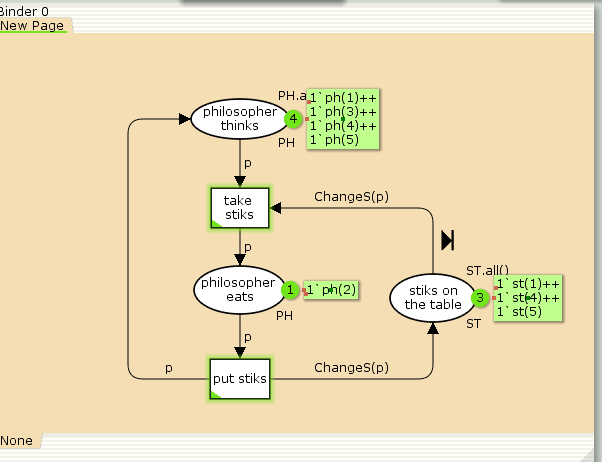 Binder 0
New Page
PH.a
philosopher
thinks
4
1`ph(1)++
1`ph(3)++
1`ph(4)++
1`ph(5)
PH
p
take
stiks
ChangeS(p)
p
philosopher
eats
1
1`ph(2)
PH
ST.all()
stiks on
the table
3
1`st(1)++
1`st(4)++
1`st(5)
ST
p
put stiks
p
ChangeS(p)
None